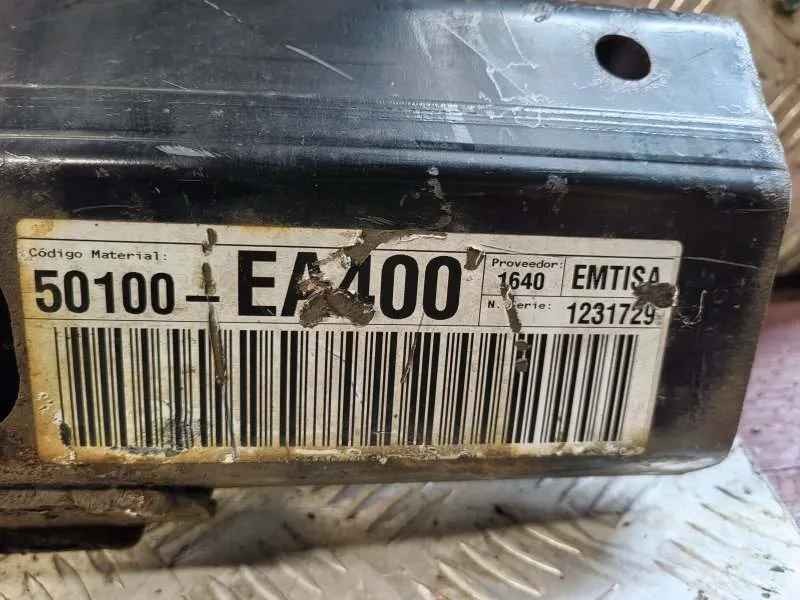 Código Material:
50100-EA400
Proveedor:
1640
EMTISA
N. Serie:
1231729